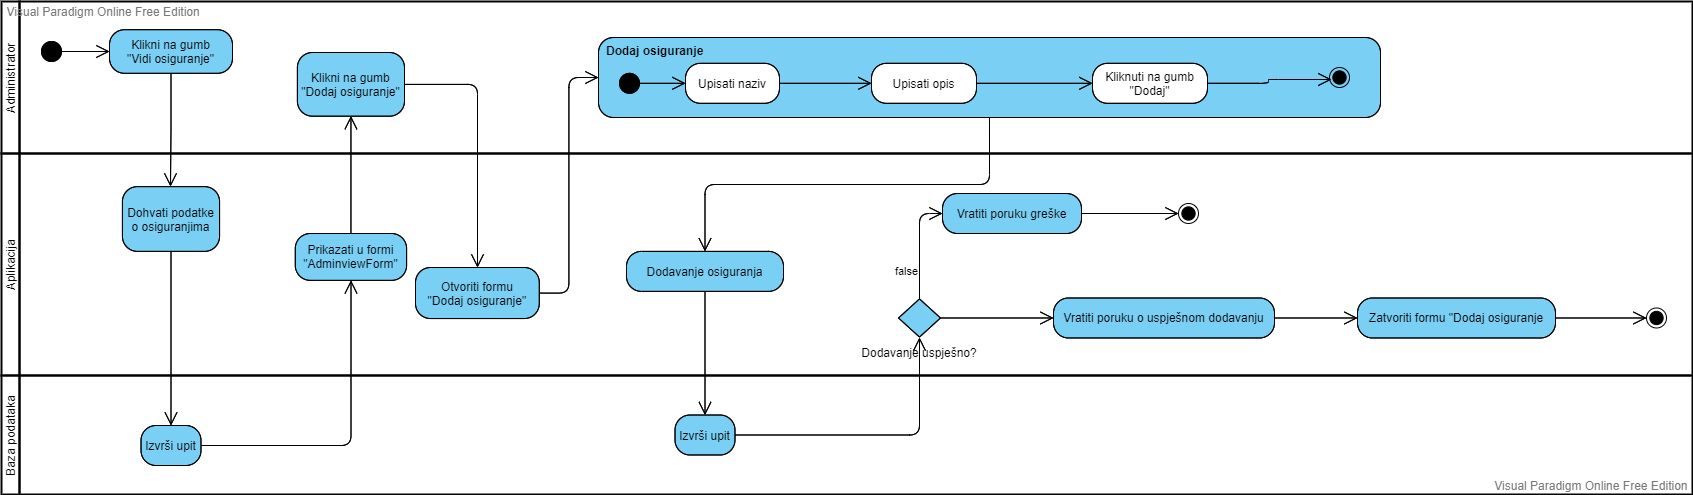 Visual Paradigm Online Free Edition
Administrator
Klikni na gumb
"Vidi osiguranje"
Klikni na gumb
"Dodaj osiguranje"
Dodaj osiguranje
Upisati naziv
Upisati opis
Kliknuti na gumb
"Dodaj"
Aplikacija
Dohvati podatke
o osiguranjima
Prikazati u formi
"AdminviewForm"
Otvoriti formu
"Dodaj osiguranje"
Dodavanje osiguranja
Vratiti poruku greške
false
Dodavanje uspješno?
Vratiti poruku o uspješnom dodavanju
Zatvoriti formu "Dodaj osiguranje
Baza podataka
Izvrši upit
Izvrši upit
Visual Paradigm Online Free Edition